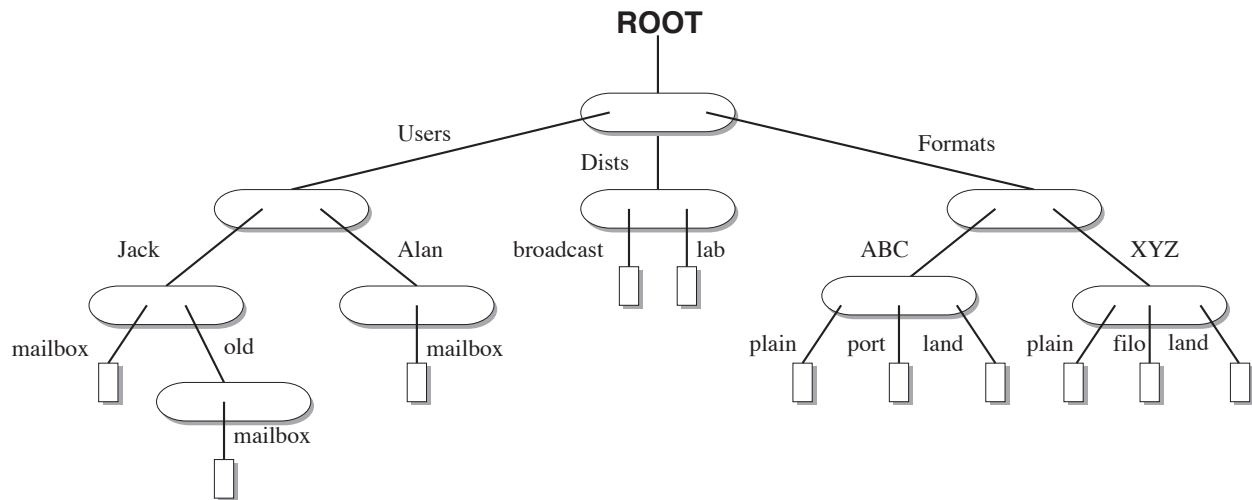 ROOT
Users
Formats
Dists
Jack
Alan
broadcast
lab
ABC
XYZ
mailbox
old
mailbox
plain
port
land
plain
filo
land
mailbox